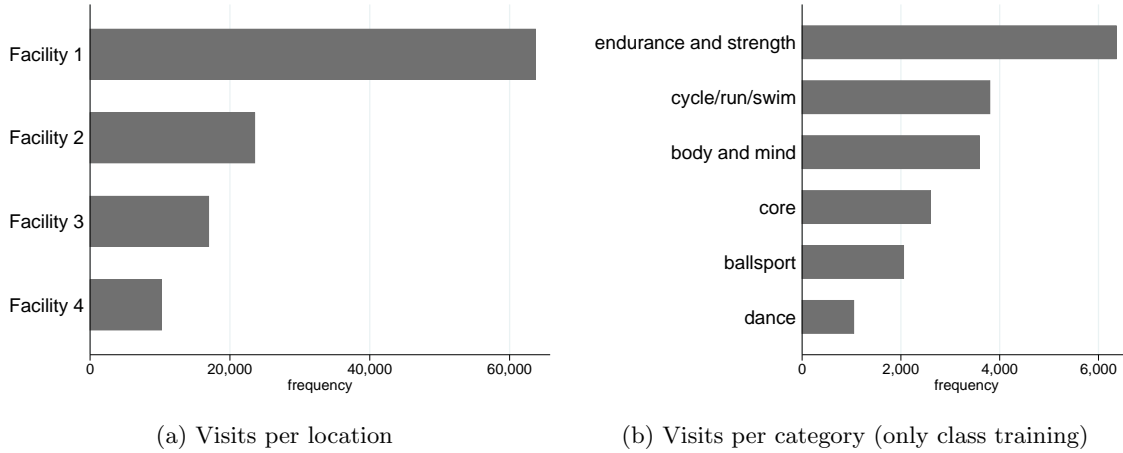 Facility 1
Facility 2
Facility 3
Facility 4
0 20,000 40,000 60,000
frequency
(a) Visits per location
endurance and strength
cycle/run/swim
body and mind
core
ballsport
dance
0 2,000 4,000 6,000
frequency
(b) Visits per category (only class training)